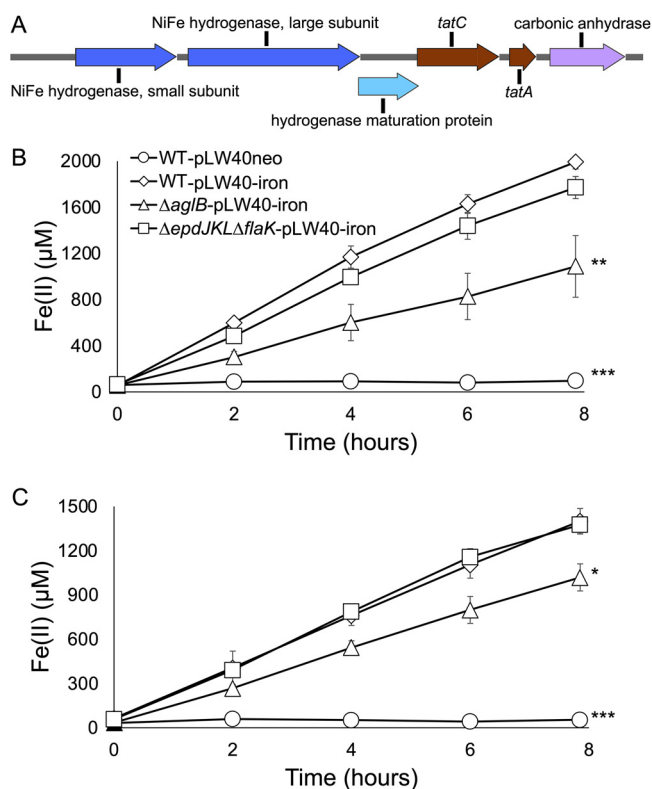 A
NiFe hydrogenase, large subunit
tatC
carbonic anhydrase
NiFe hydrogenase, small subunit
tatA
hydrogenase maturation protein
B
WT-pLW40neo
WT-pLW40-iron
ΔaglB-pLW40-iron
ΔepdJKLΔflaK-pLW40-iron
2000
1600
1200
800
400
0
Fe(II) (µM)
**
***
0 2 4 6 8
Time (hours)
C
1500
1200
900
600
300
0
Fe(II) (µM)
*
***
0 2 4 6 8
Time (hours)